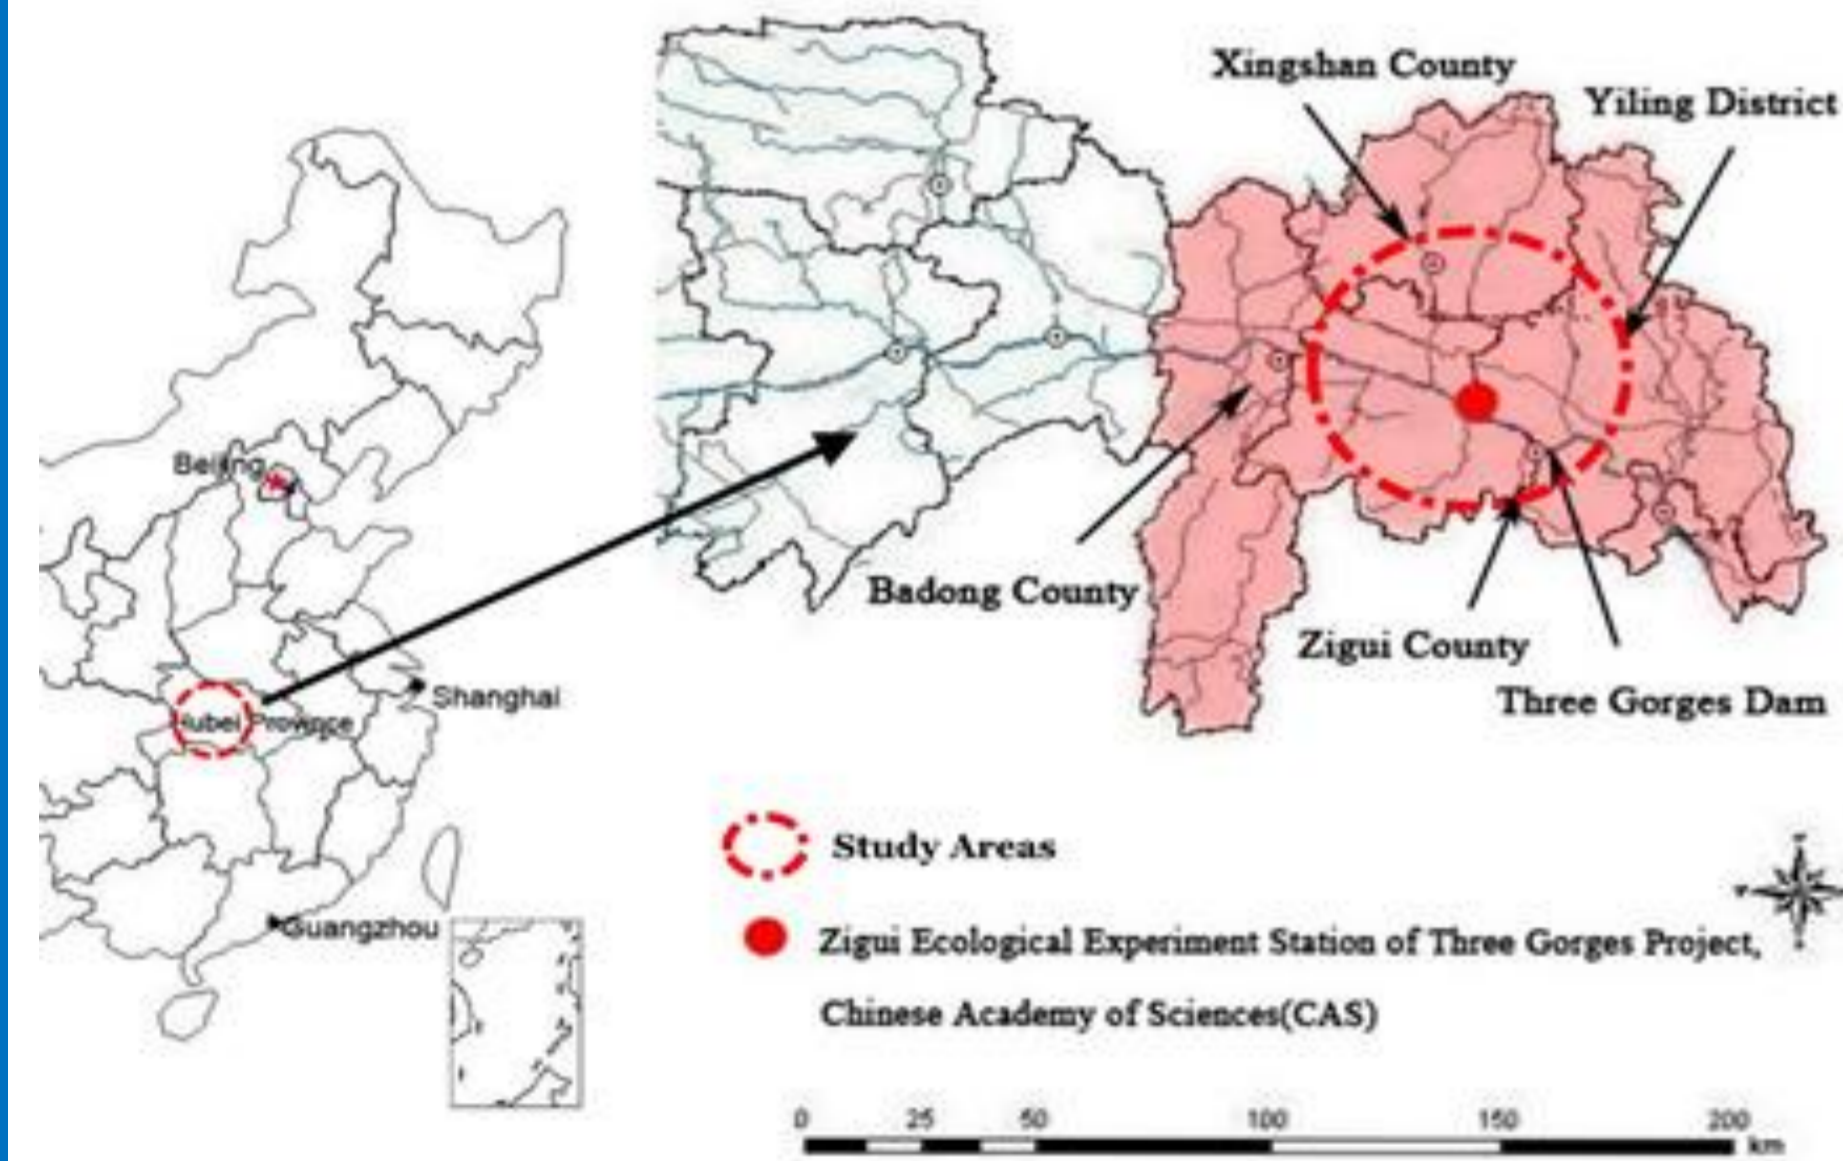 Xingshan County
Yiling District
Beijing
Badong County
Zigui County
Shanghai
Hubei Province
Three Gorges Dam
Study Areas
Guangzhou
Zigui Ecological Experiment Station of Three Gorges Project,
Chinese Academy of Sciences(CAS)
0 25 50 100 150 200
km